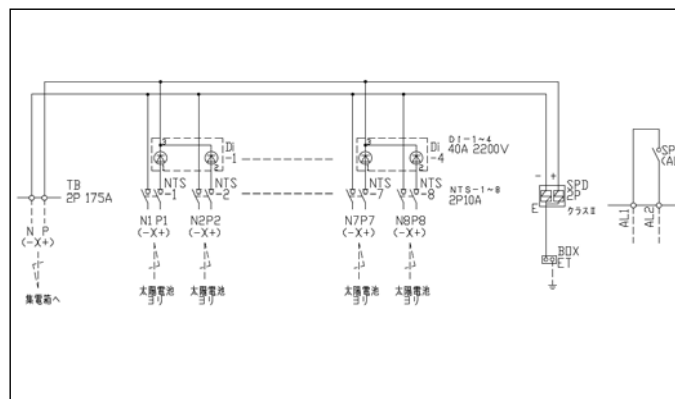 3
Di
-1
3
Di
-4
Di-1~4
40A 2200V
TB
2P 175A
NTS
-1
NTS
-2
NTS
-7
NTS
-8
NTS-1~8
2P10A
- +
SPD
2P
E
クラスⅡ
N P
(-)(+)
N1 P1
(-)(+)
N2 P2
(-)(+)
N7 P7
(-)(+)
N8 P8
(-)(+)
AL1
AL2
BOX
ET
集電箱へ
太陽電池
ヨリ
太陽電池
ヨリ
太陽電池
ヨリ
太陽電池
ヨリ